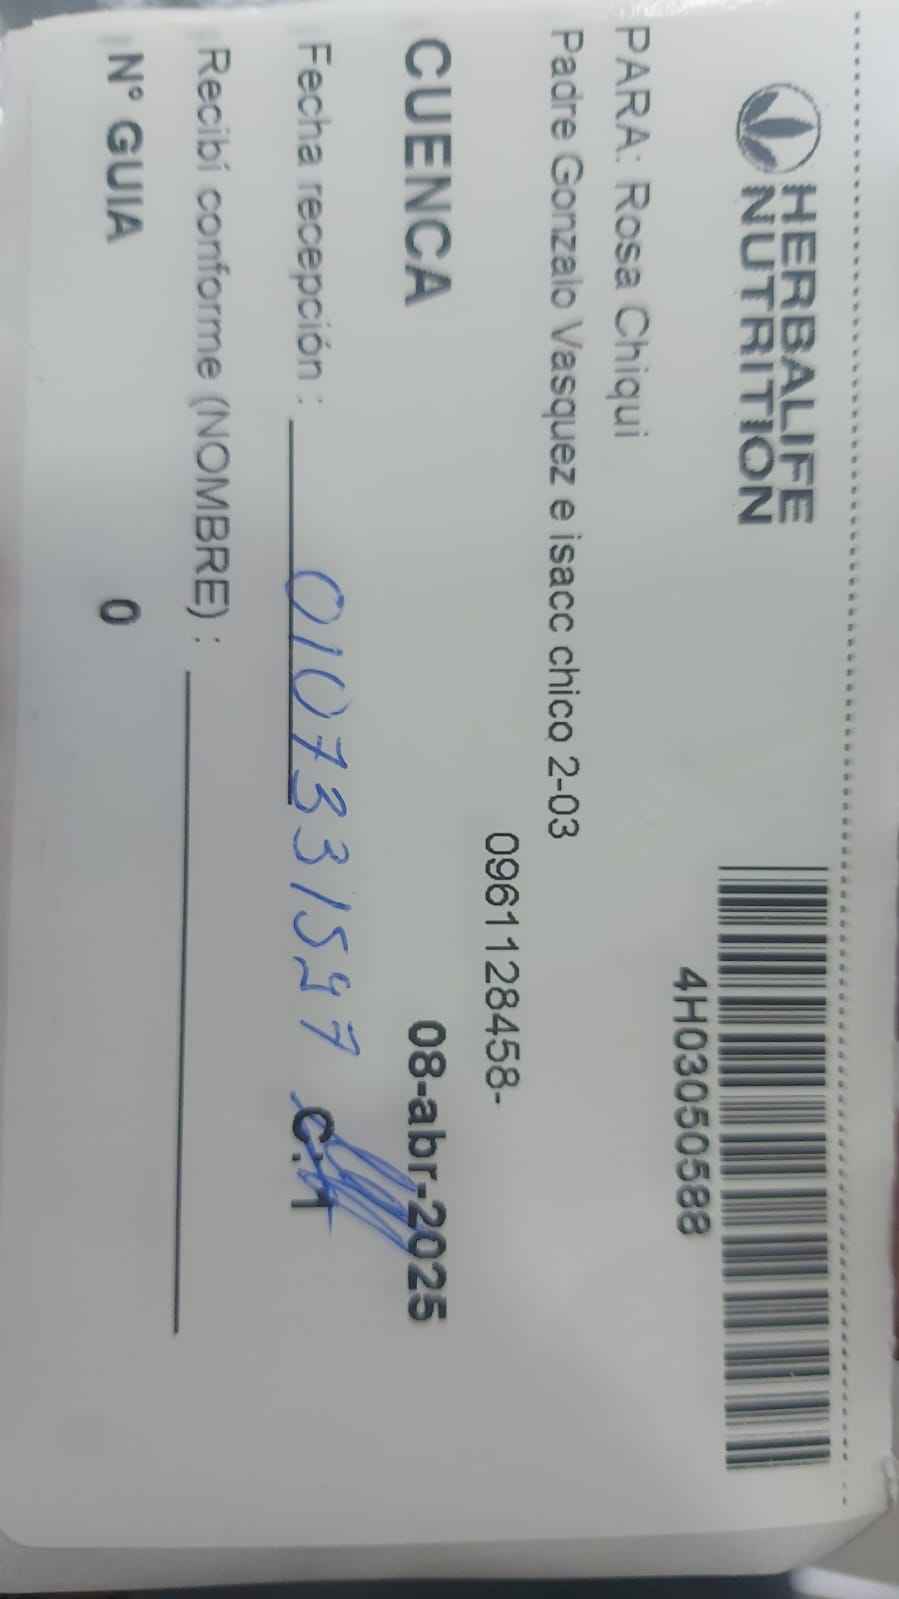 HERBALIFE
NUTRITION
4H03050588
PARA: Rosa Chiqui
Padre Gonzalo Vasquez e isacc chico 2-03
0961128458-
CUENCA 08-abr-2025
Fecha recepción : 0107331597 C.1
Recibí conforme (NOMBRE) :
N° GUIA 0